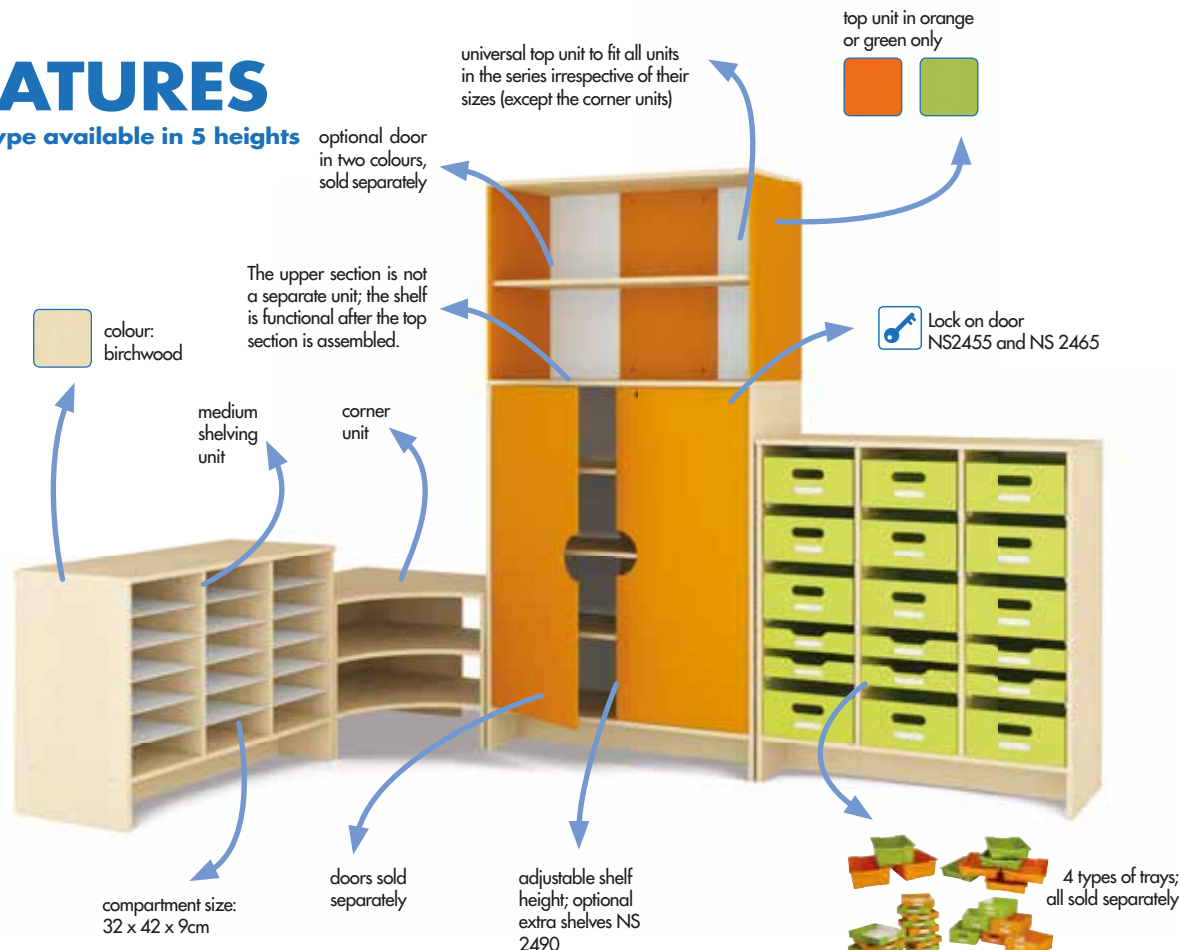 ATURES
ype available in 5 heights
universal top unit to fit all units
in the series irrespective of their
sizes (except the corner units)
top unit in orange
or green only
optional door
in two colours,
sold separately
The upper section is not
a separate unit; the shelf
is functional after the top
section is assembled.
colour:
birchwood
Lock on door
NS2455 and NS 2465
medium
shelving
unit
corner
unit
compartment size:
32 x 42 x 9cm
doors sold
separately
adjustable shelf
height; optional
extra shelves NS
2490
4 types of trays;
all sold separately